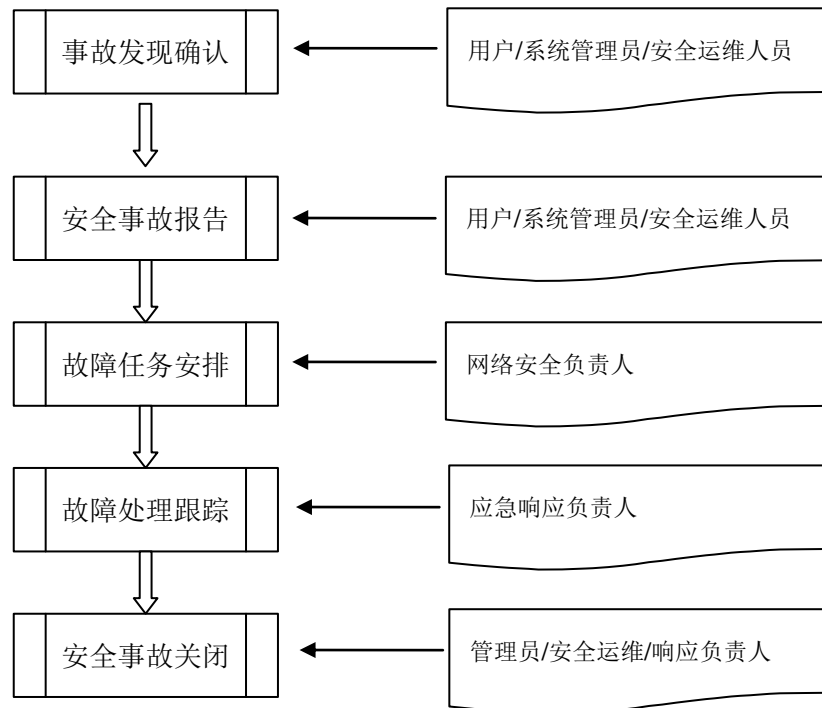 事故发现确认
用户/系统管理员/安全运维人员
安全事故报告
用户/系统管理员/安全运维人员
故障任务安排
网络安全负责人
故障处理跟踪
应急响应负责人
安全事故关闭
管理员/安全运维/响应负责人